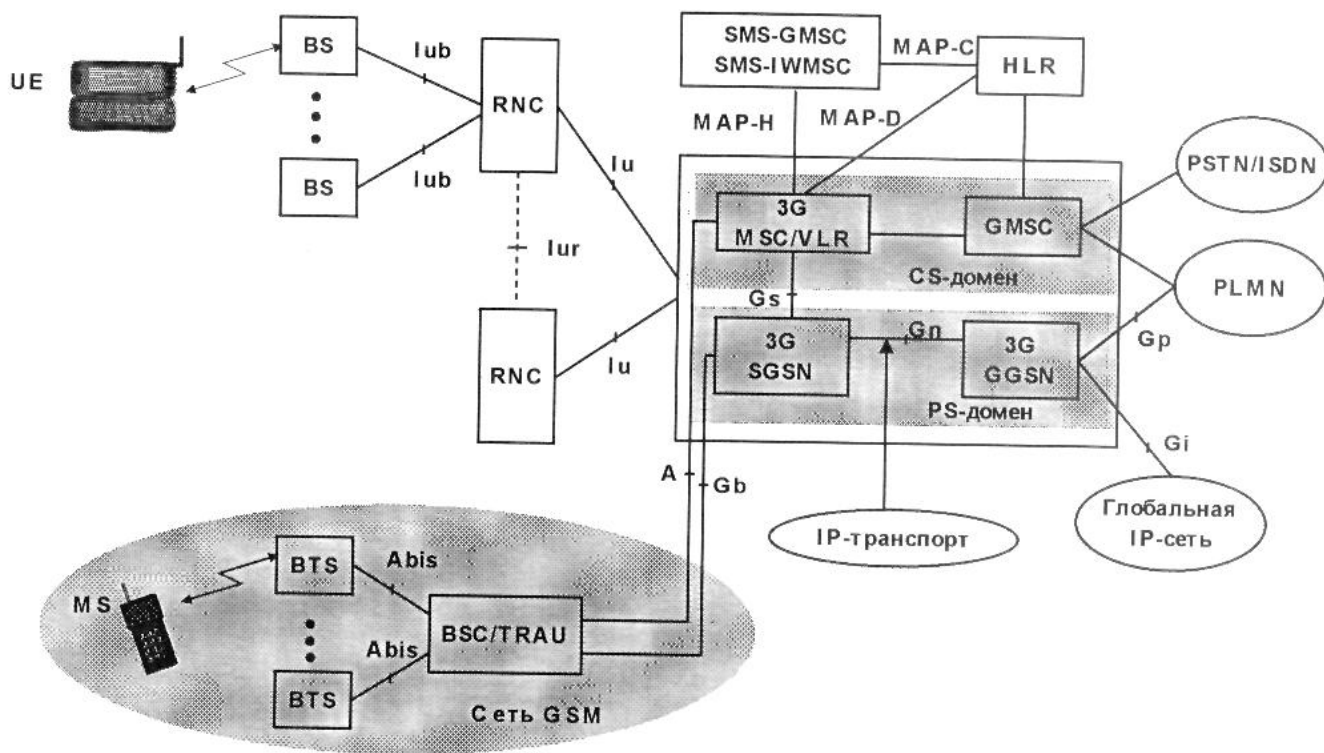 SMS-GMSC
SMS-IWMSC
MAP-C
HLR
UE
BS
Iub
RNC
MAP-H
MAP-D
BS
Iub
Iu
PSTN/ISDN
3G
MSC/VLR
GMSC
Iur
CS-домен
PLMN
Gs
Gn
Gp
RNC
Iu
3G
SGSN
3G
GGSN
PS-домен
Gi
A
Gb
IP-транспорт
Глобальная
IP-сеть
MS
BTS
Abis
BSC/TRAU
Abis
BTS
Сеть GSM